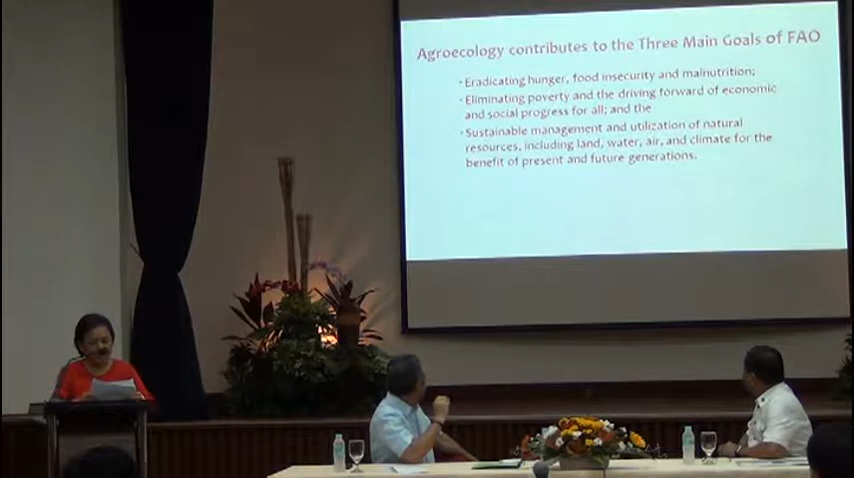 Agroecology contributes to the Three Main Goals of FAO
• Eradicating hunger, food insecurity and malnutrition;
• Eliminating poverty and the driving forward of economic
and social progress for all; and the
• Sustainable management and utilization of natural
resources, including land, water, air, and climate for the
benefit of present and future generations.